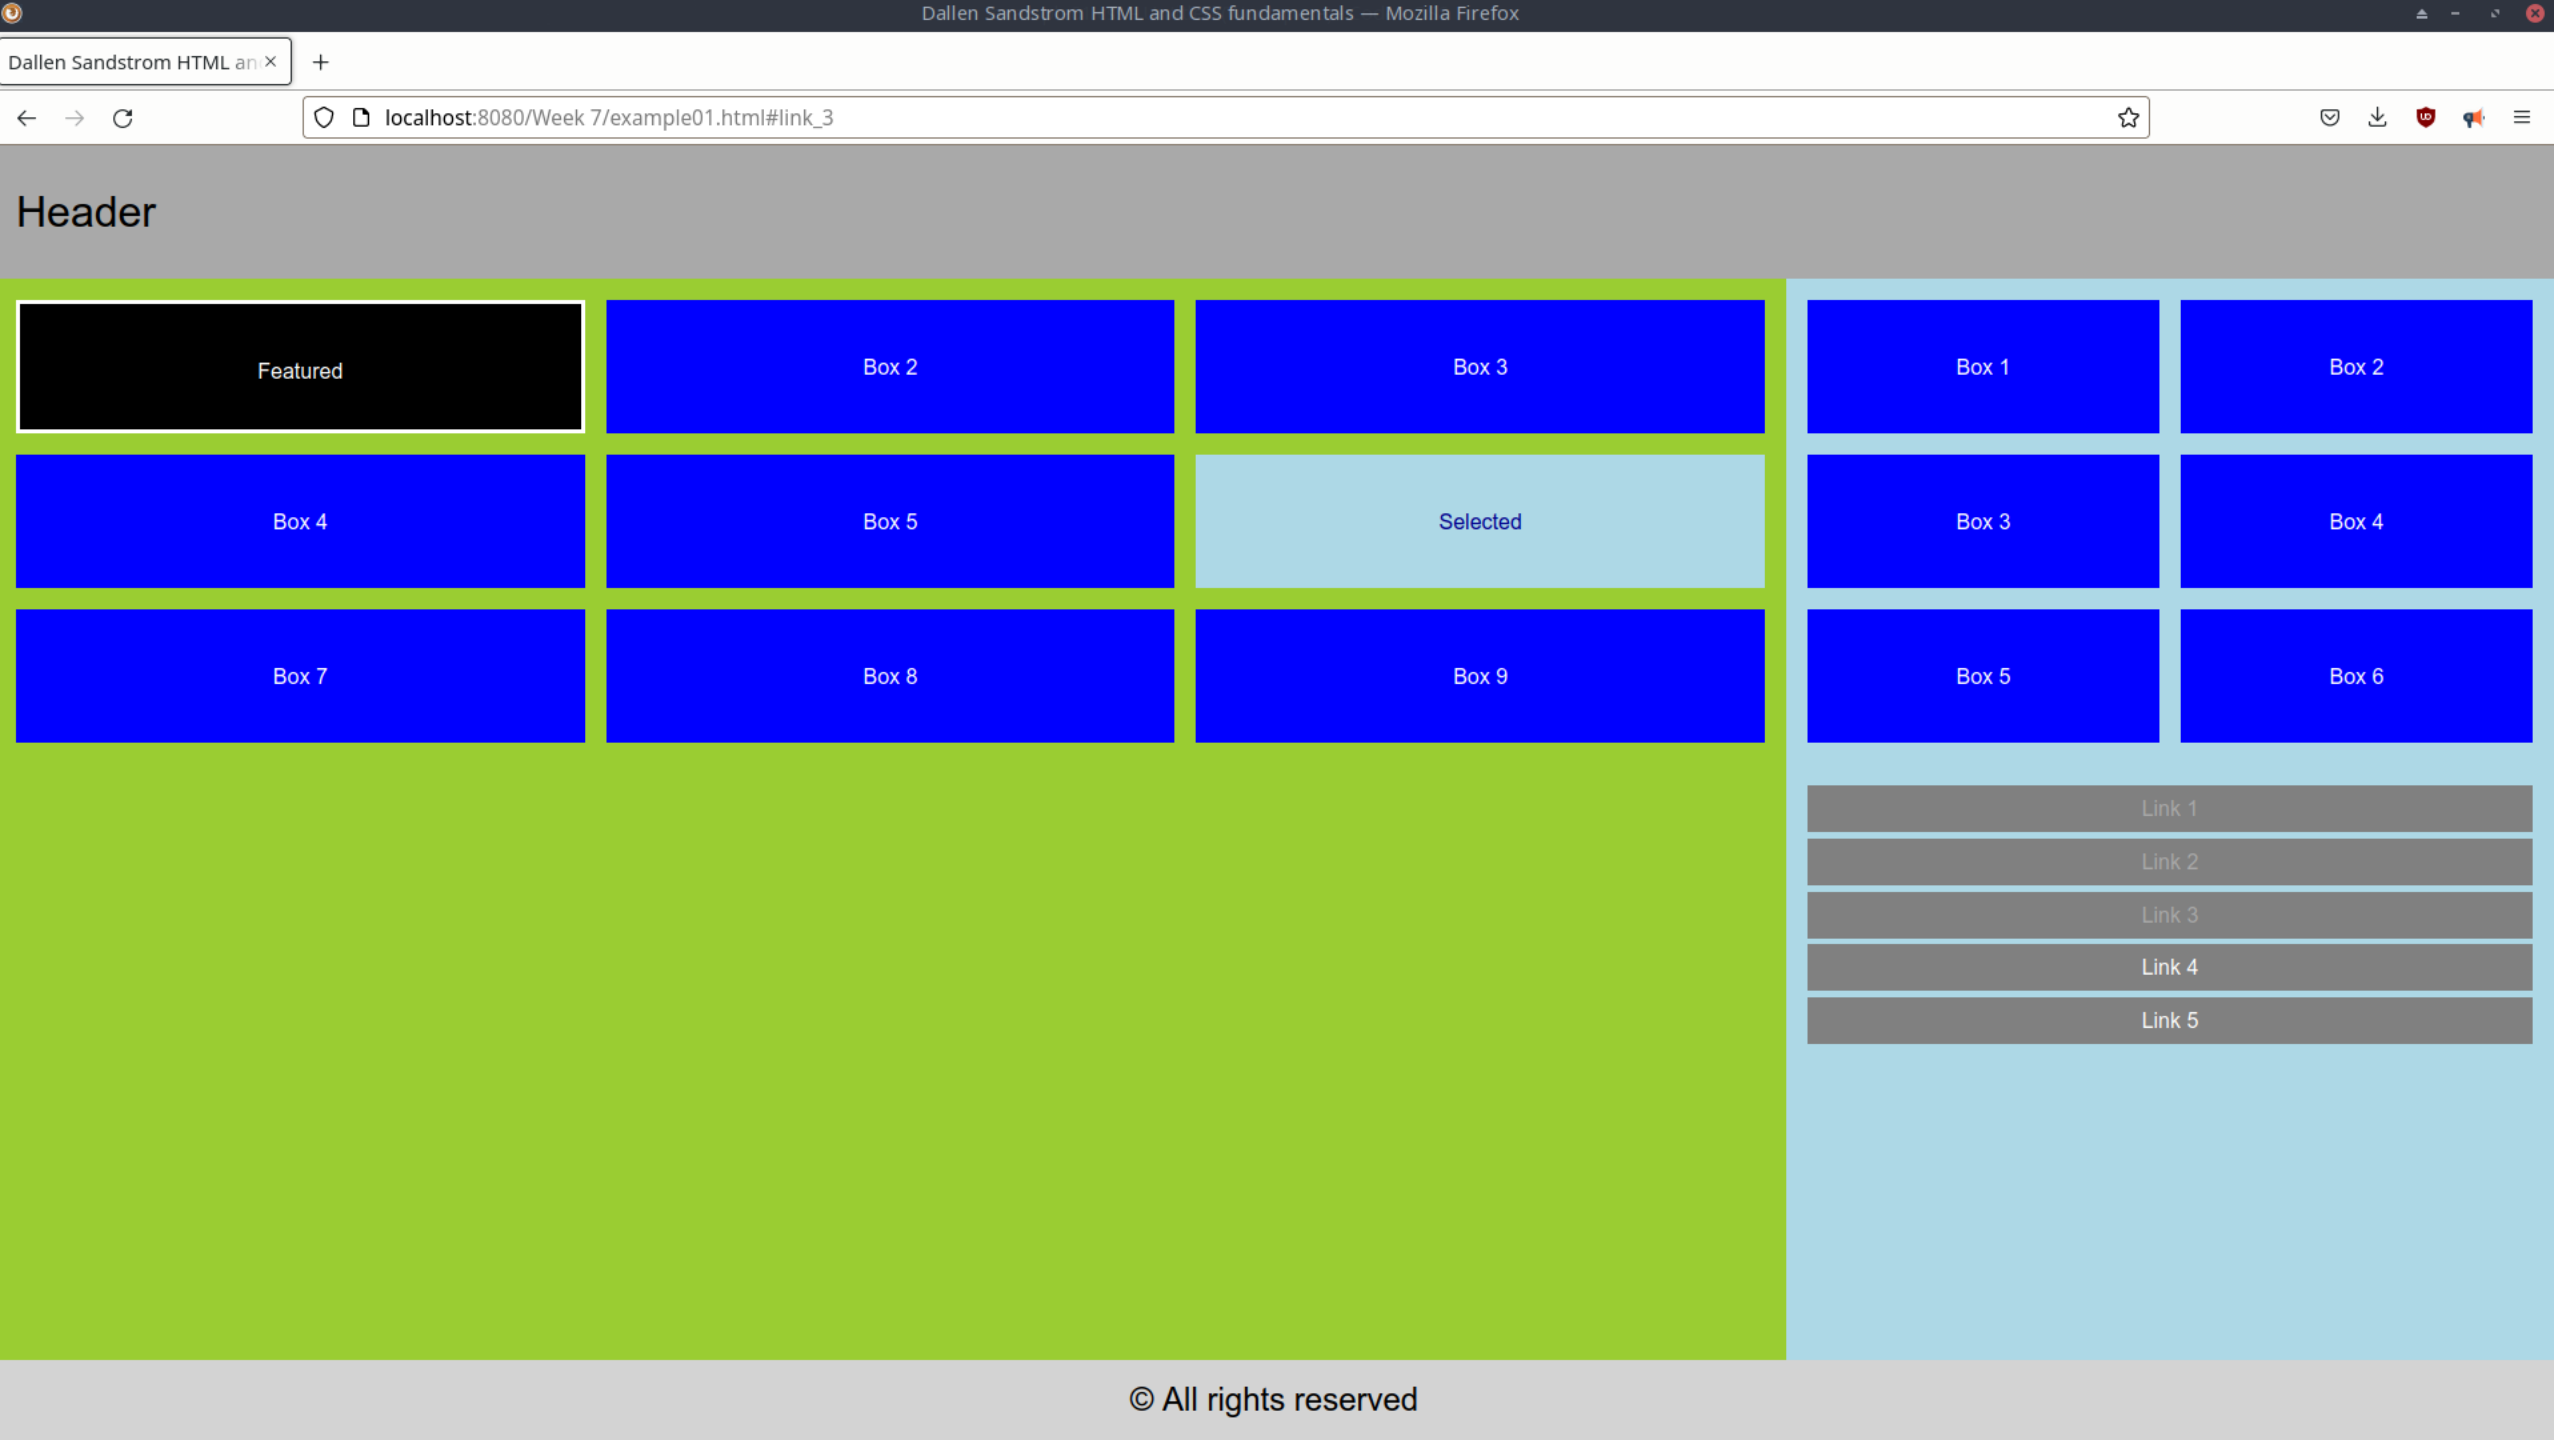 Dallen Sandstrom HTML and CSS fundamentals — Mozilla Firefox
Dallen Sandstrom HTML an
localhost:8080/Week 7/example01.html#link_3
Header
Featured
Box 2
Box 3
Box 4
Box 5
Selected
Box 7
Box 8
Box 9
Box 1
Box 2
Box 3
Box 4
Box 5
Box 6
Link 1
Link 2
Link 3
Link 4
Link 5
© All rights reserved